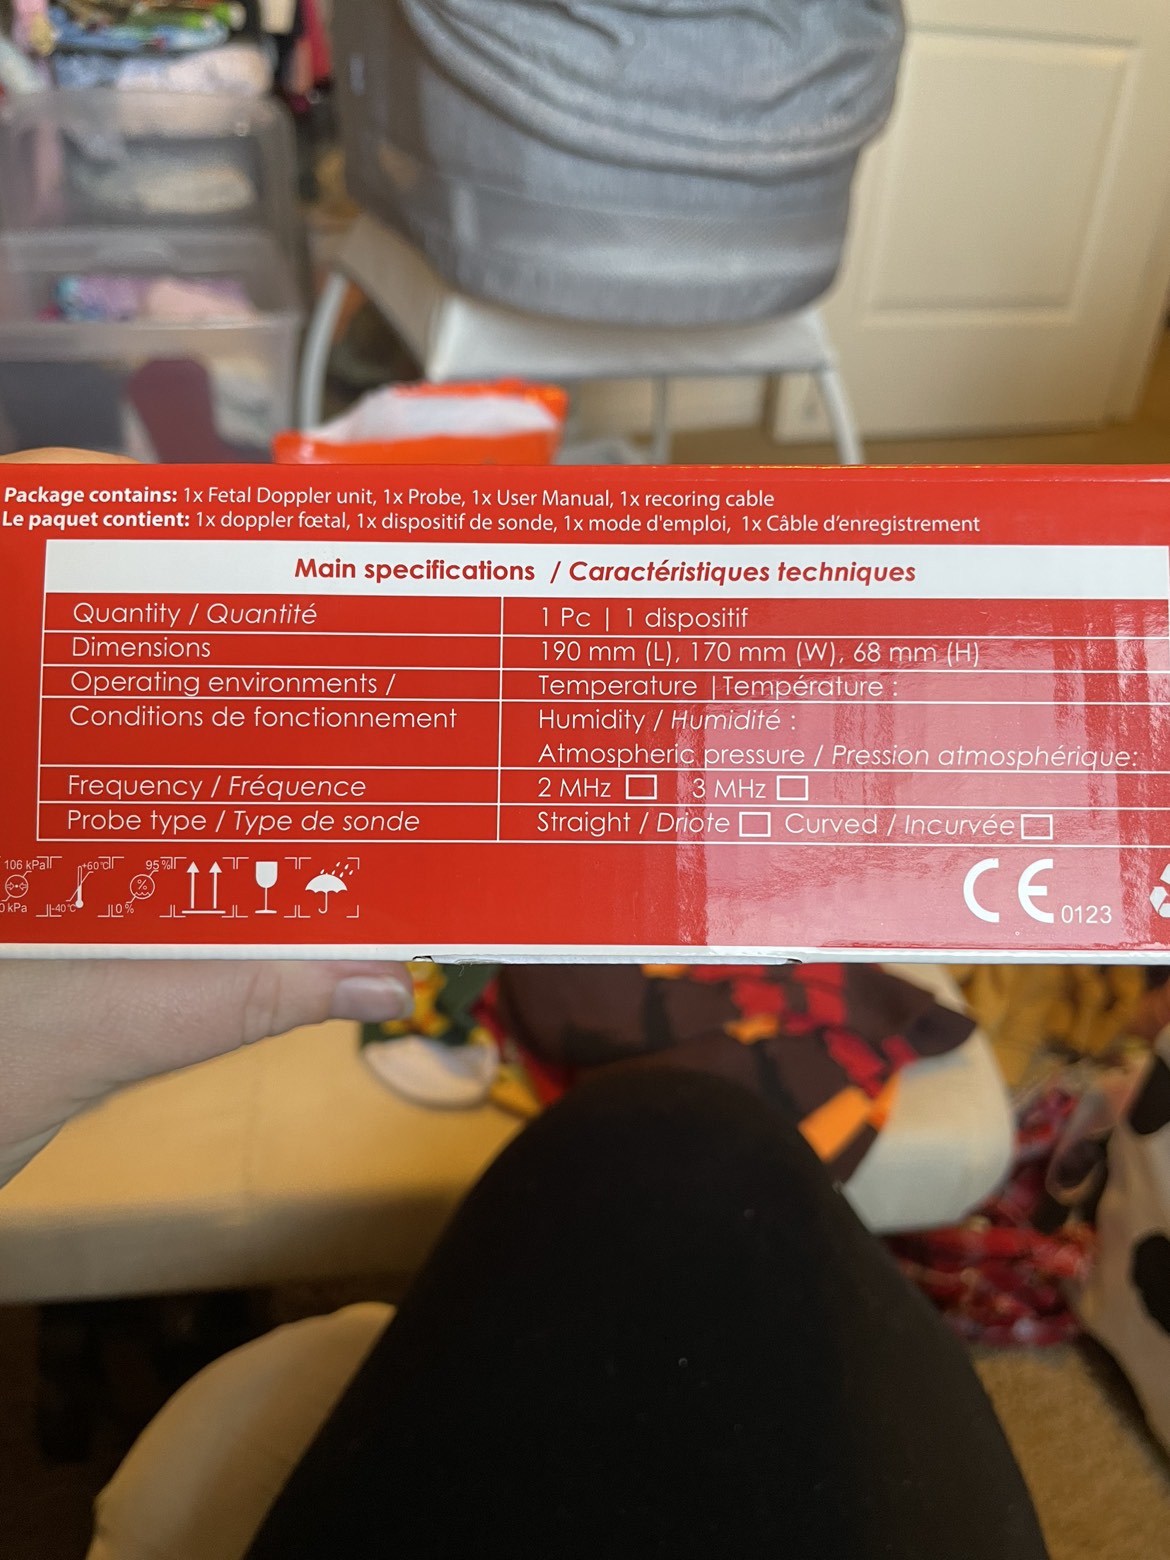 Package contains: 1x Fetal Doppler unit, 1x Probe, 1x User Manual, 1x recoring cable
Le paquet contient: 1x doppler fœtal, 1x dispositif de sonde, 1x mode d'emploi, 1x Câble d'enregistrement
Main specifications / Caractéristiques techniques
Quantity / Quantité 1 Pc | 1 dispositif
Dimensions 190 mm (L), 170 mm (W), 68 mm (H)
Operating environments / Temperature | Température :
Conditions de fonctionnement Humidity / Humidité :
Atmospheric pressure / Pression atmosphérique:
Frequency / Fréquence 2 MHz 3 MHz
Probe type / Type de sonde Straight / Driote Curved / Incurvée
106 kPa +60°C 95%
0 kPa -40°C 0%
%
CE 0123